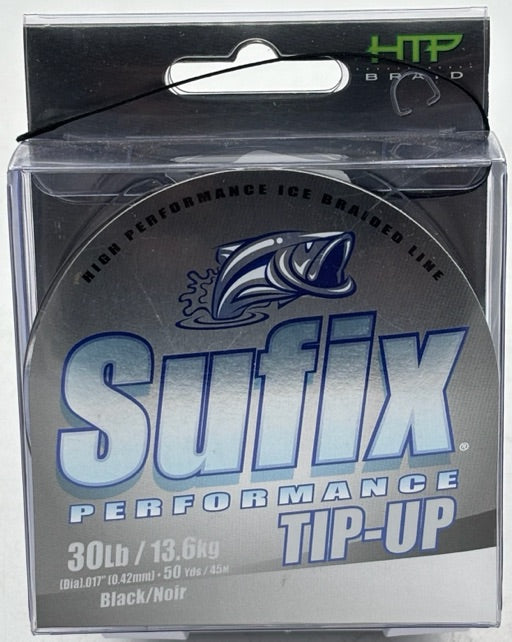 HTP
BRAID
HIGH PERFORMANCE ICE BRAIDED LINE
Sufix®
PERFORMANCE
TIP-UP
30Lb / 13.6kg
(Dia).017" (0.42mm) • 50 Yds / 45M
Black/Noir